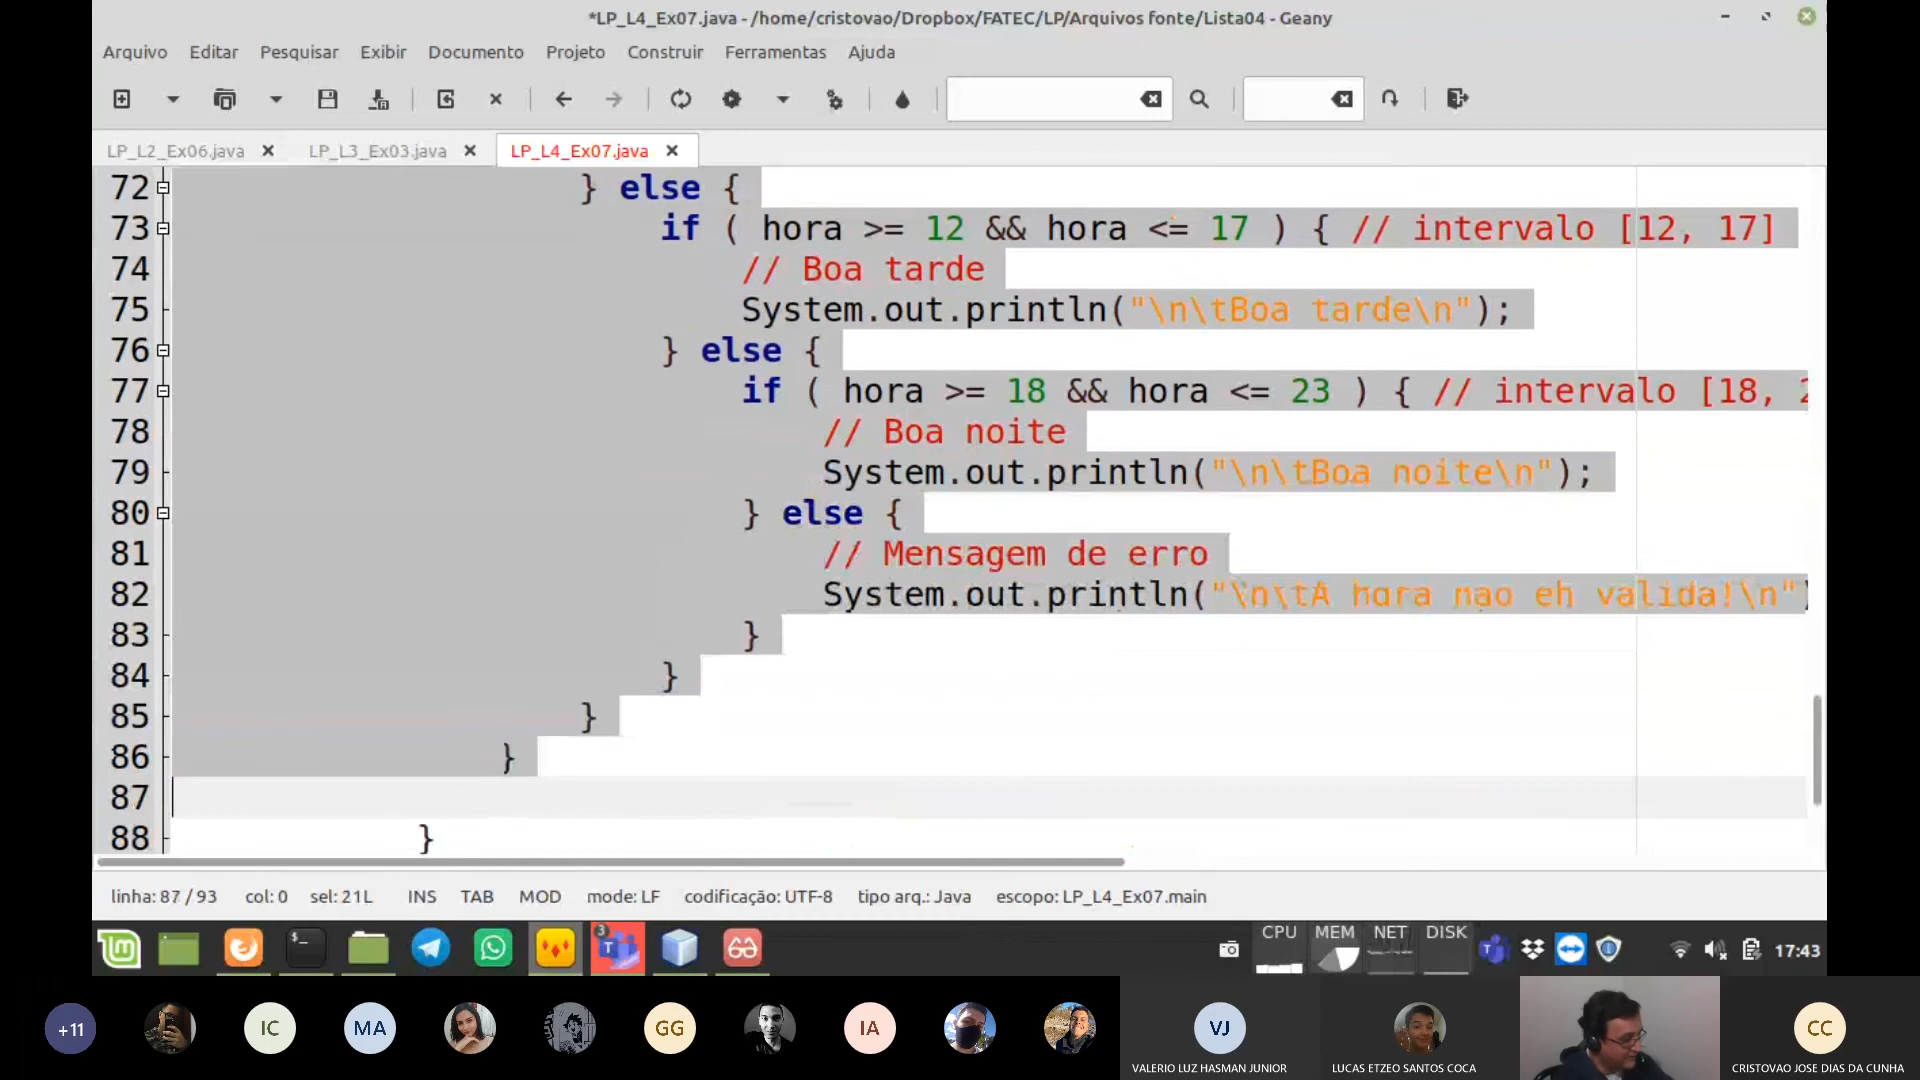 *LP_L4_Ex07.java - /home/cristovao/Dropbox/FATEC/LP/Arquivos fonte/Lista04 - Geany
Arquivo Editar Pesquisar Exibir Documento Projeto Construir Ferramentas Ajuda
LP_L2_Ex06.java LP_L3_Ex03.java LP_L4_Ex07.java
72 } else {
73 if ( hora >= 12 && hora <= 17 ) { // intervalo [12, 17]
74 // Boa tarde
75 System.out.println("\n\tBoa tarde\n");
76 } else {
77 if ( hora >= 18 && hora <= 23 ) { // intervalo [18,
78 // Boa noite
79 System.out.println("\n\tBoa noite\n");
80 } else {
81 // Mensagem de erro
82 System.out.println("\n\tA hora nao eh valida!\n")
83 }
84 }
85 }
86 }
87
88 }
linha: 87 / 93 col: 0 sel: 21L INS TAB MOD mode: LF codificação: UTF-8 tipo arq.: Java escopo: LP_L4_Ex07.main
3 CPU MEM NET DISK 17:43
+11 IC MA GG IA VJ CC
VALERIO LUZ HASMAN JUNIOR LUCAS ETZEO SANTOS COCA CRISTOVAO JOSE DIAS DA CUNHA